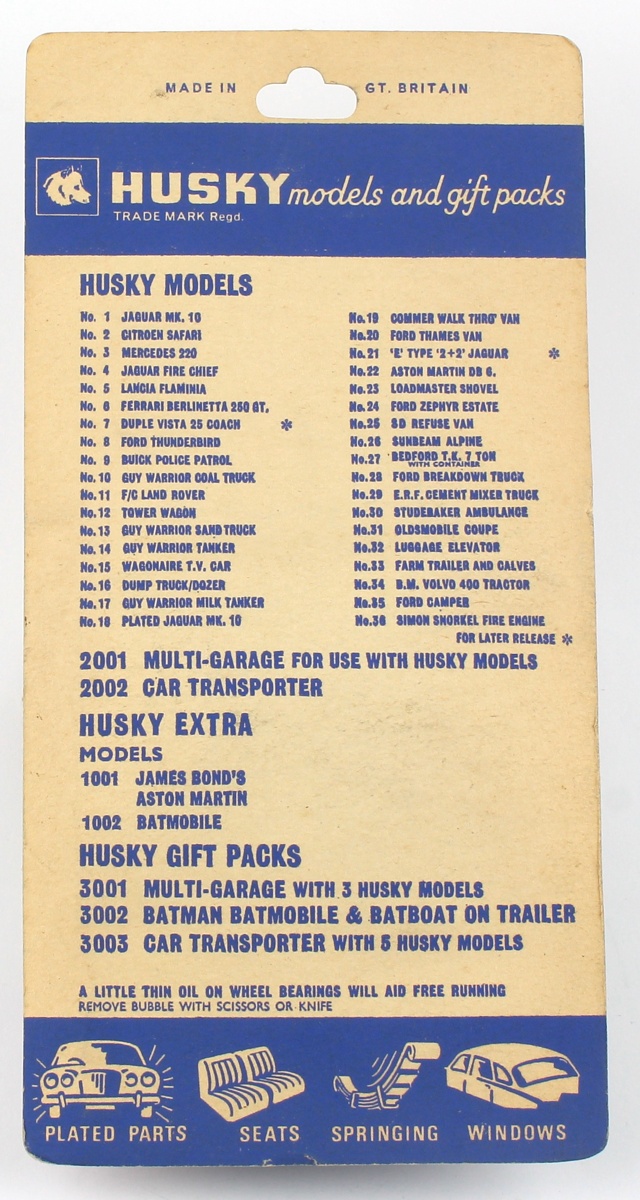 MADE IN GT. BRITAIN
HUSKY models and gift packs
TRADE MARK Regd.
HUSKY MODELS
No. 1 JAGUAR MK. 10
No. 2 CITROEN SAFARI
No. 3 MERCEDES 220
No. 4 JAGUAR FIRE CHIEF
No. 5 LANCIA FLAMINIA
No. 6 FERRARI BERLINETTA 250 GT.
No. 7 DUPLE VISTA 25 COACH *
No. 8 FORD THUNDERBIRD
No. 9 BUICK POLICE PATROL
No. 10 GUY WARRIOR COAL TRUCK
No. 11 F/C LAND ROVER
No. 12 TOWER WAGON
No. 13 GUY WARRIOR SAND TRUCK
No. 14 GUY WARRIOR TANKER
No. 15 WAGONAIRE T.V. CAR
No. 16 DUMP TRUCK/DOZER
No. 17 GUY WARRIOR MILK TANKER
No. 18 PLATED JAGUAR MK. 10
No. 19 COMMER WALK THRO' VAN
No. 20 FORD THAMES VAN
No. 21 'E' TYPE '2+2' JAGUAR *
No. 22 ASTON MARTIN DB 6.
No. 23 LOADMASTER SHOVEL
No. 24 FORD ZEPHYR ESTATE
No. 25 SD REFUSE VAN
No. 26 SUNBEAM ALPINE
No. 27 BEDFORD T.K. 7 TON
WITH CONTAINER
No. 28 FORD BREAKDOWN TRUCK
No. 29 E.R.F. CEMENT MIXER TRUCK
No. 30 STUDEBAKER AMBULANCE
No. 31 OLDSMOBILE COUPE
No. 32 LUGGAGE ELEVATOR
No. 33 FARM TRAILER AND CALVES
No. 34 B.M. VOLVO 400 TRACTOR
No. 35 FORD CAMPER
No. 36 SIMON SNORKEL FIRE ENGINE
FOR LATER RELEASE *
2001 MULTI-GARAGE FOR USE WITH HUSKY MODELS
2002 CAR TRANSPORTER
HUSKY EXTRA
MODELS
1001 JAMES BOND'S
ASTON MARTIN
1002 BATMOBILE
HUSKY GIFT PACKS
3001 MULTI-GARAGE WITH 3 HUSKY MODELS
3002 BATMAN BATMOBILE & BATBOAT ON TRAILER
3003 CAR TRANSPORTER WITH 5 HUSKY MODELS
A LITTLE THIN OIL ON WHEEL BEARINGS WILL AID FREE RUNNING
REMOVE BUBBLE WITH SCISSORS OR KNIFE
PLATED PARTS SEATS SPRINGING WINDOWS